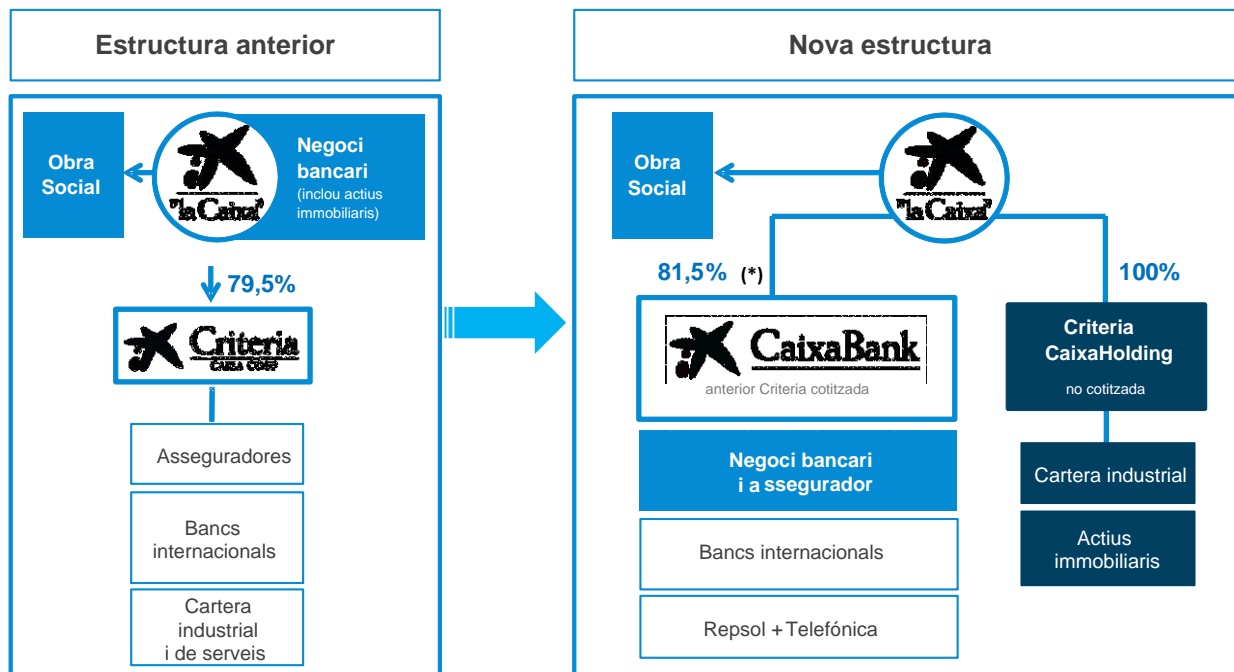 Estructura anterior
Nova estructura
Obra
Social
"la Caixa"
Negoci
bancari
(inclou actius
immobiliaris)
79,5%
Criteria
CAIXA CORP
Asseguradores
Bancs
internacionals
Cartera
industrial
i de serveis
Obra
Social
"la Caixa"
81,5% (*)
100%
CaixaBank
anterior Criteria cotitzada
Criteria
CaixaHolding
no cotitzada
Negoci bancari
i a ssegurador
Bancs internacionals
Repsol + Telefónica
Cartera industrial
Actius
immobiliaris